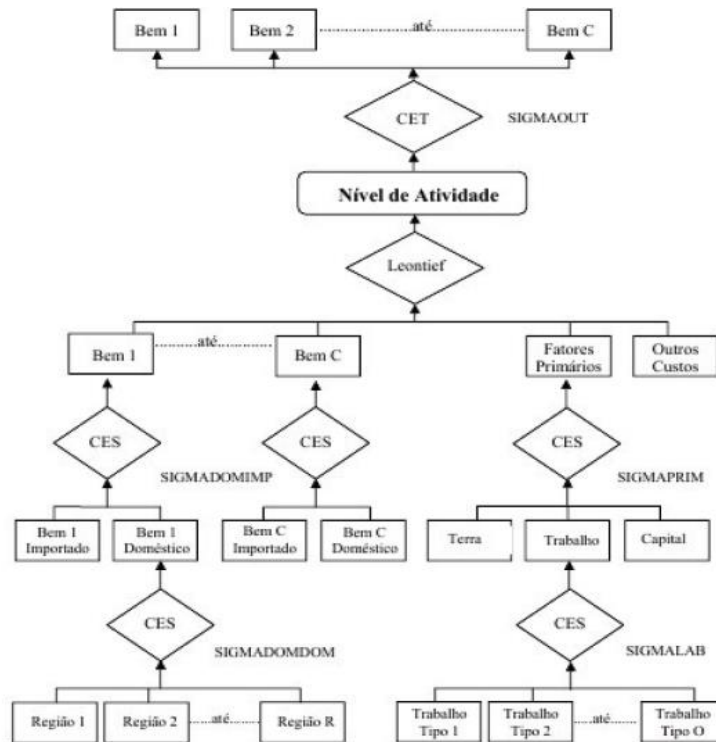 Bem 1
Bem 2
até
Bem C
CET
SIGMAOUT
Nível de Atividade
Leontief
Bem 1
até
Bem C
Fatores
Primários
Outros
Custos
CES
CES
CES
SIGMADOMIMP
SIGMAPRIM
Bem 1
Importado
Bem 1
Doméstico
Bem C
Importado
Bem C
Doméstico
Terra
Trabalho
Capital
CES
CES
SIGMADOMDOM
SIGMALAB
Região 1
Região 2
até
Região R
Trabalho
Tipo 1
Trabalho
Tipo 2
até
Trabalho
Tipo O